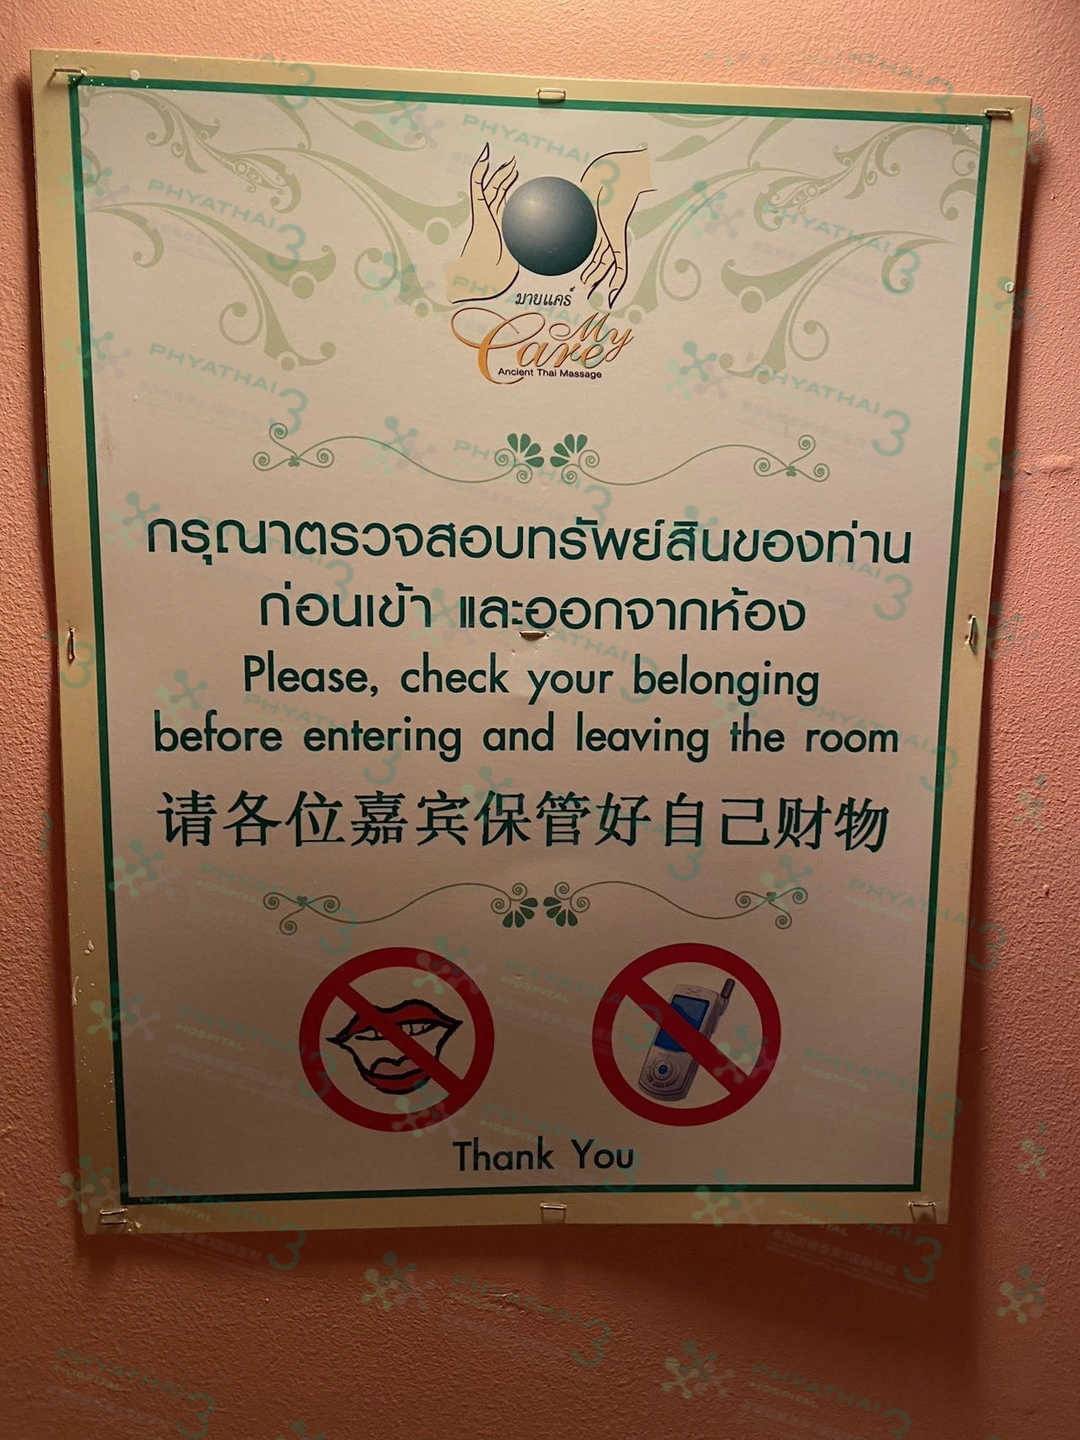 มายแคร์
My
Care
Ancient Thai Massage
กรุณาตรวจสอบทรัพย์สินของท่าน
ก่อนเข้า และออกจากห้อง
Please, check your belonging
before entering and leaving the room
请各位嘉宾保管好自己财物
Thank You
PHYATHAI 3
HOSPITAL